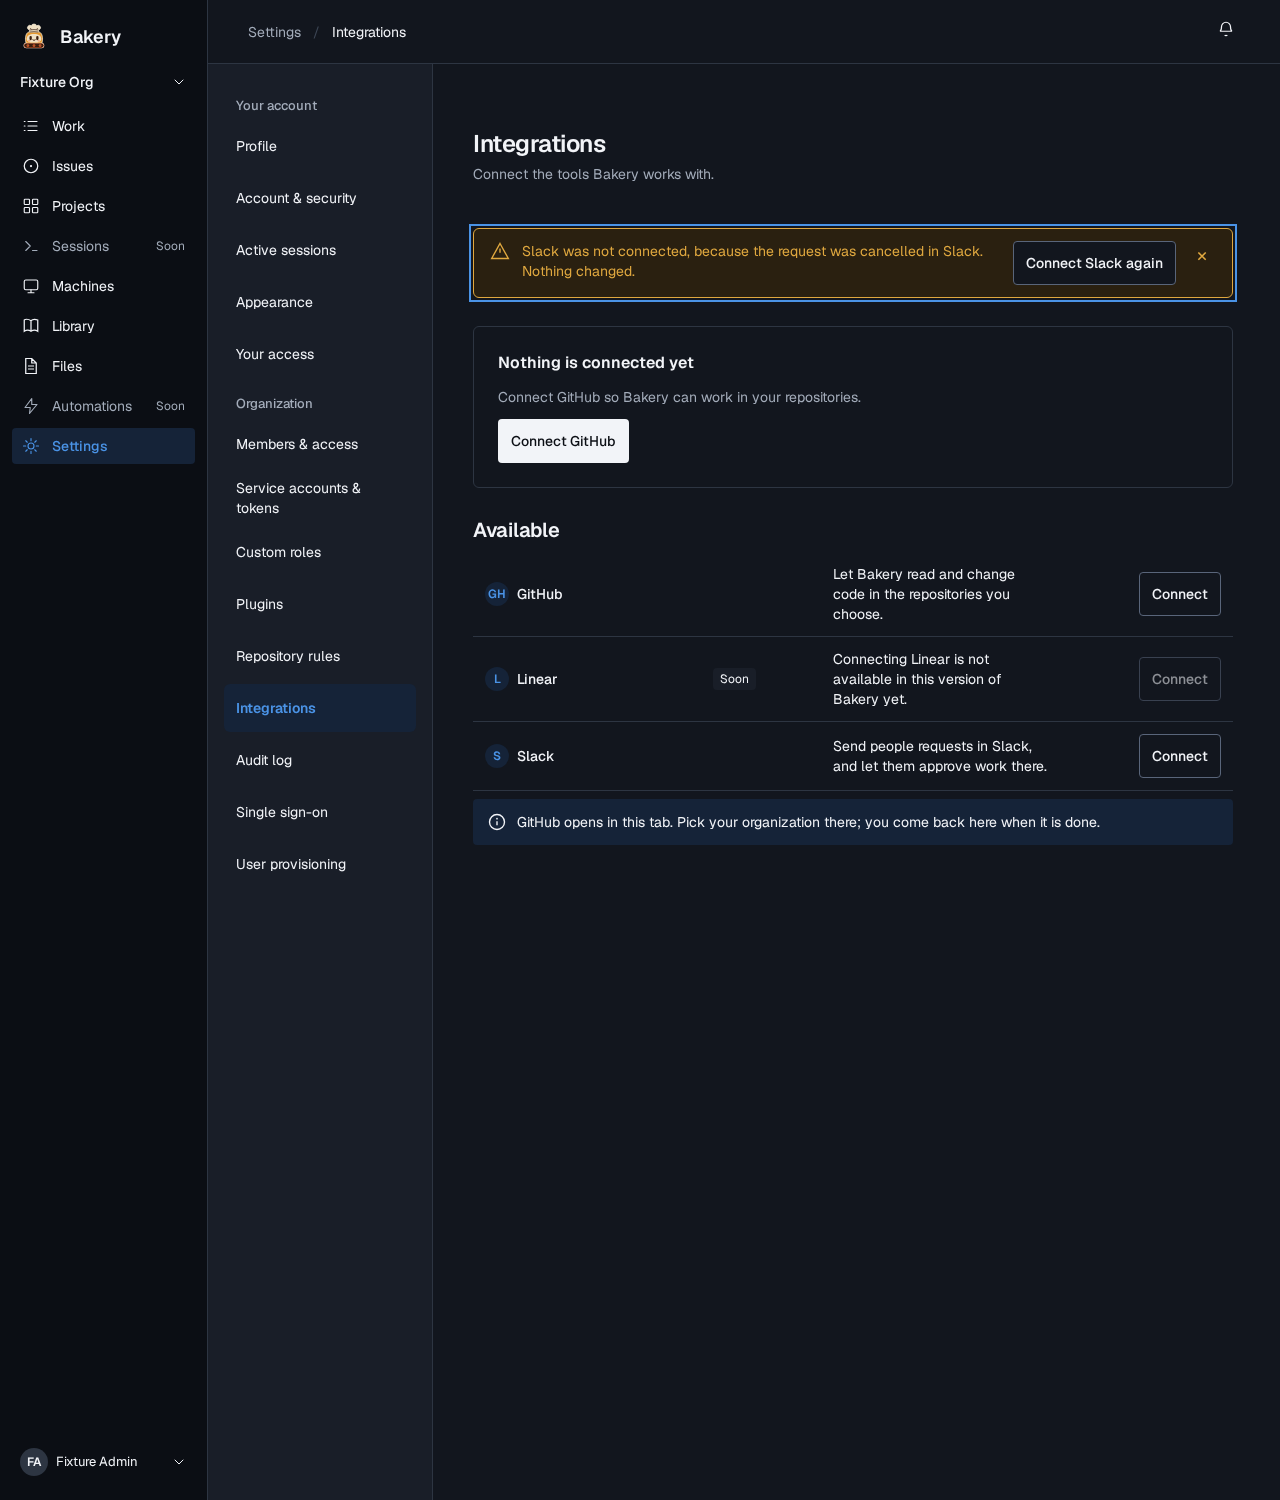 Bakery
Fixture Org
Work
Issues
Projects
Sessions Soon
Machines
Library
Files
Automations Soon
Settings
FA Fixture Admin
Settings / Integrations
Your account
Profile
Account & security
Active sessions
Appearance
Your access
Organization
Members & access
Service accounts &
tokens
Custom roles
Plugins
Repository rules
Integrations
Audit log
Single sign-on
User provisioning
Integrations
Connect the tools Bakery works with.
Slack was not connected, because the request was cancelled in Slack.
Nothing changed.
Connect Slack again
Nothing is connected yet
Connect GitHub so Bakery can work in your repositories.
Connect GitHub
Available
GH GitHub
Let Bakery read and change
code in the repositories you
choose.
Connect
L Linear
Soon
Connecting Linear is not
available in this version of
Bakery yet.
Connect
S Slack
Send people requests in Slack,
and let them approve work there.
Connect
GitHub opens in this tab. Pick your organization there; you come back here when it is done.